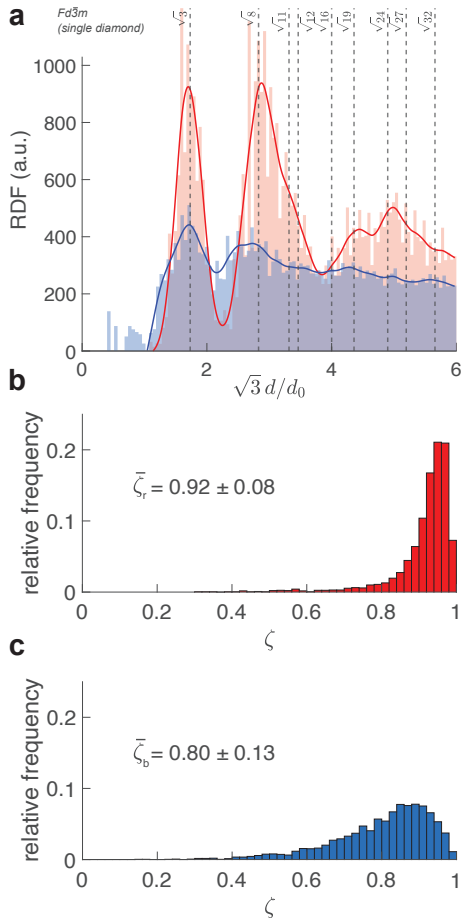 a
Fd3̄m
(single diamond)
√3 √8 √11 √12 √16 √19 √24 √27 √32
RDF (a.u.)
1000
800
600
400
200
0
2 4 6
√3 d/d₀
b
relative frequency
0.2
0.1
0
ζ̄ᵣ = 0.92 ± 0.08
0 0.2 0.4 0.6 0.8 1
ζ
c
relative frequency
0.2
0.1
0
ζ̄b = 0.80 ± 0.13
0 0.2 0.4 0.6 0.8 1
ζ